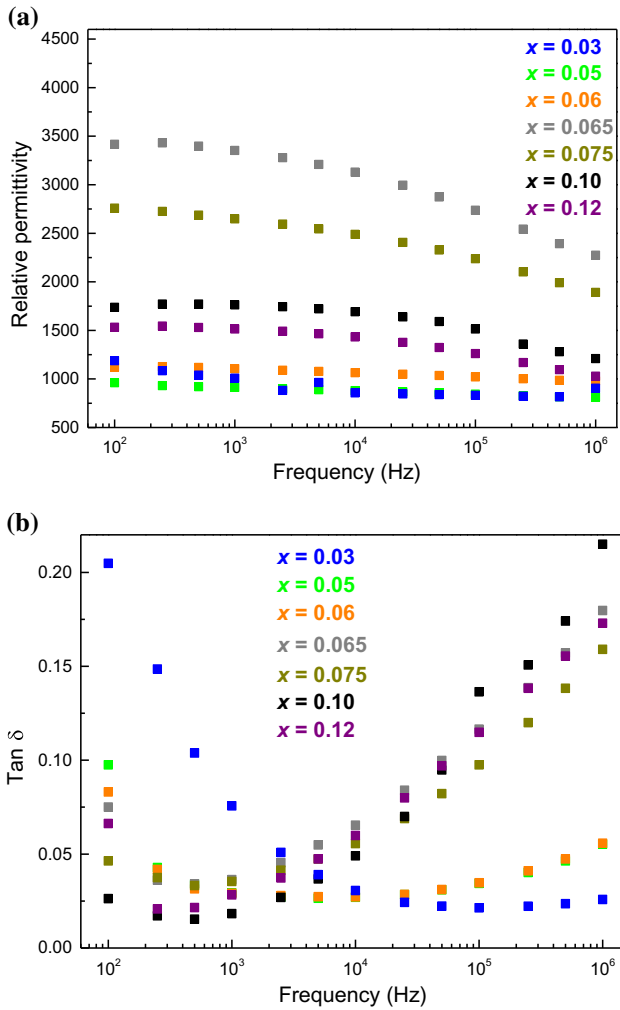 (a)
4500
4000
3500
3000
2500
2000
1500
1000
500
Relative permittivity
x = 0.03
x = 0.05
x = 0.06
x = 0.065
x = 0.075
x = 0.10
x = 0.12
10² 10³ 10⁴ 10⁵ 10⁶
Frequency (Hz)
(b)
0.20
0.15
0.10
0.05
0.00
Tan δ
x = 0.03
x = 0.05
x = 0.06
x = 0.065
x = 0.075
x = 0.10
x = 0.12
10² 10³ 10⁴ 10⁵ 10⁶
Frequency (Hz)